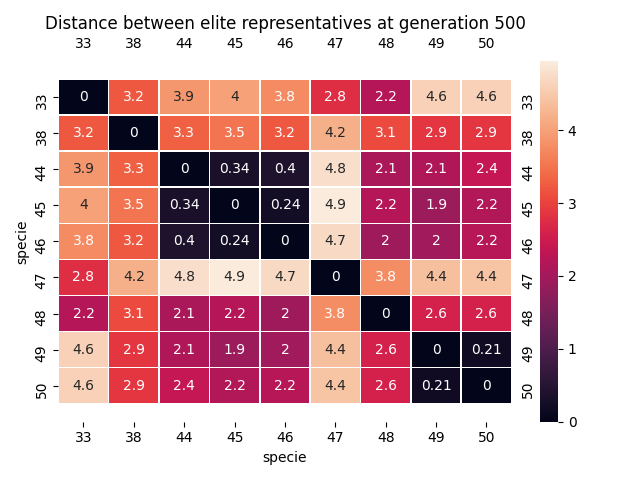 Distance between elite representatives at generation 500
33 38 44 45 46 47 48 49 50
33 0 3.2 3.9 4 3.8 2.8 2.2 4.6 4.6 33
38 3.2 0 3.3 3.5 3.2 4.2 3.1 2.9 2.9 38
44 3.9 3.3 0 0.34 0.4 4.8 2.1 2.1 2.4 44
45 4 3.5 0.34 0 0.24 4.9 2.2 1.9 2.2 45
46 3.8 3.2 0.4 0.24 0 4.7 2 2 2.2 46
47 2.8 4.2 4.8 4.9 4.7 0 3.8 4.4 4.4 47
48 2.2 3.1 2.1 2.2 2 3.8 0 2.6 2.6 48
49 4.6 2.9 2.1 1.9 2 4.4 2.6 0 0.21 49
50 4.6 2.9 2.4 2.2 2.2 4.4 2.6 0.21 0 50
33 38 44 45 46 47 48 49 50
specie
specie
4
3
2
1
0